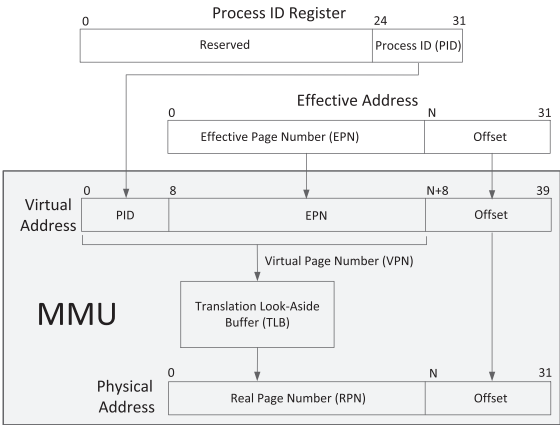 Process ID Register
0 24 31
Reserved Process ID (PID)
Effective Address
0 N 31
Effective Page Number (EPN) Offset
0 8 N+8 39
Virtual
Address
PID EPN Offset
Virtual Page Number (VPN)
Translation Look-Aside
Buffer (TLB)
MMU
0 N 31
Physical
Address
Real Page Number (RPN) Offset